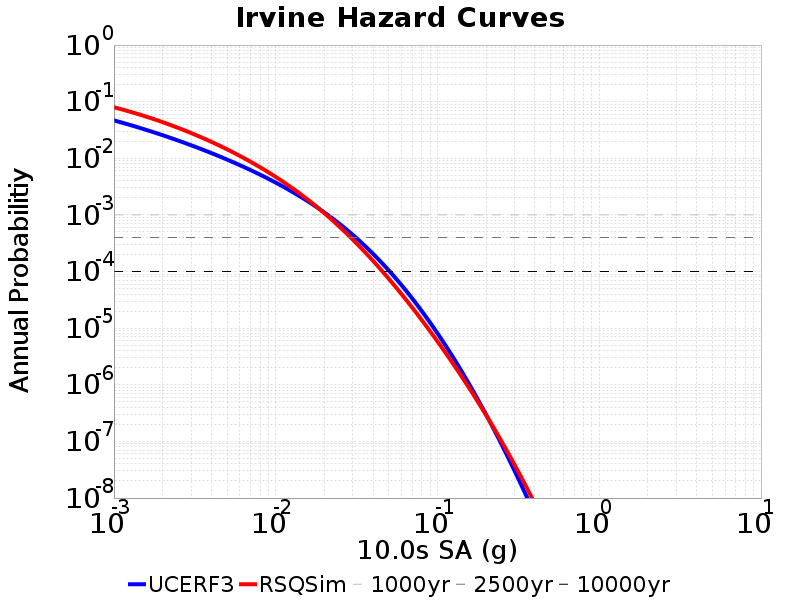 Irvine Hazard Curves
Annual Probabilitiy
10^0
10^-1
10^-2
10^-3
10^-4
10^-5
10^-6
10^-7
10^-8
10^-3 10^-2 10^-1 10^0 10^1
10.0s SA (g)
UCERF3 RSQSim 1000yr 2500yr 10000yr